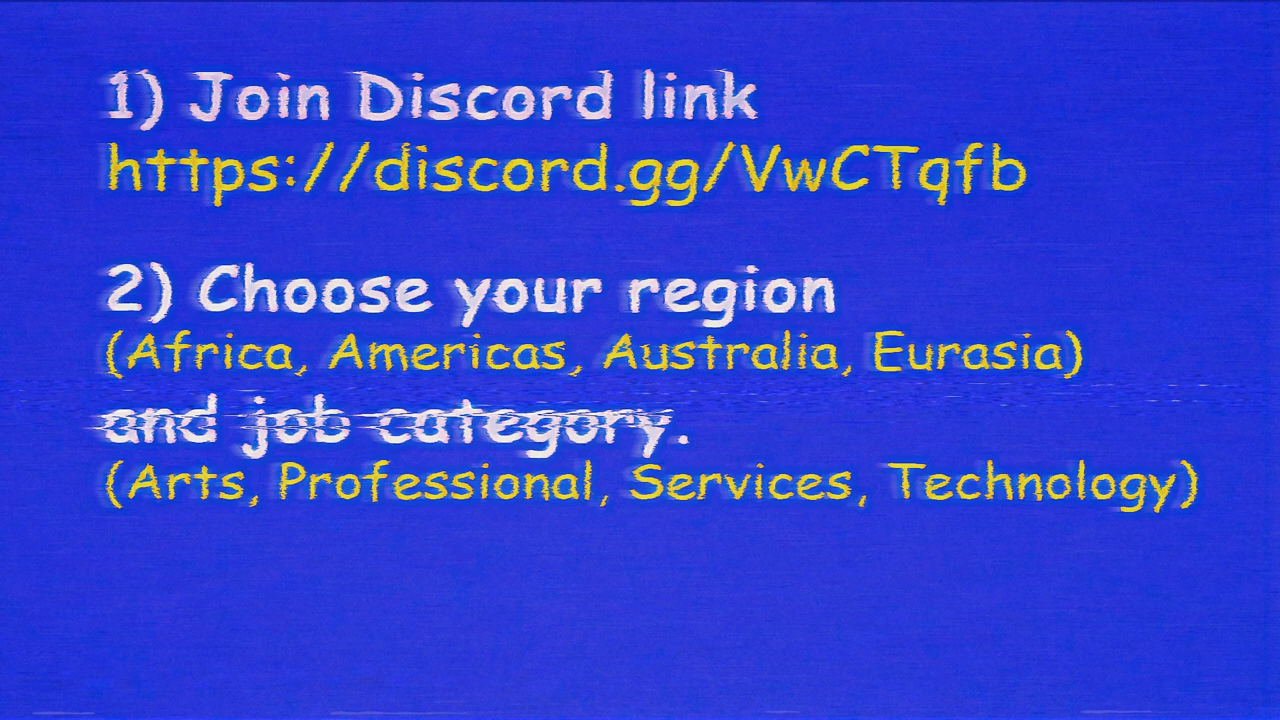 1) Join Discord link
https://discord.gg/VwCTqfb
2) Choose your region
(Africa, Americas, Australia, Eurasia)
and job category.
(Arts, Professional, Services, Technology)